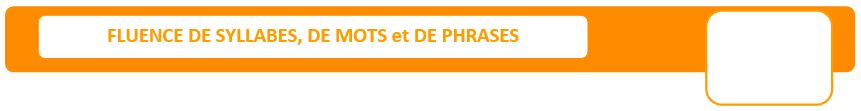 FLUENCE DE SYLLABES, DE MOTS et DE PHRASES